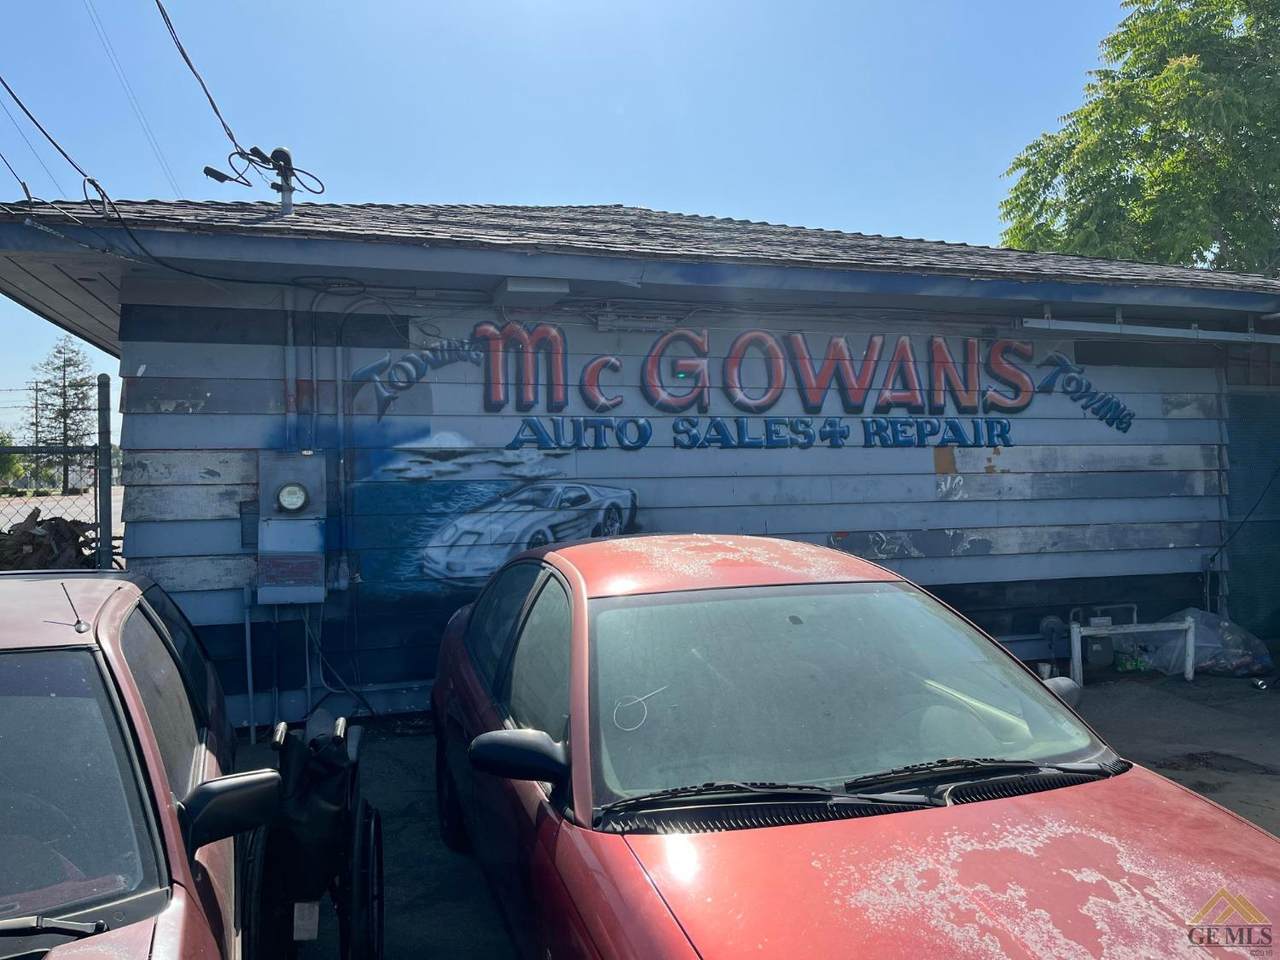 TOWING McGOWANS TOWING
AUTO SALES + REPAIR
GEMLS